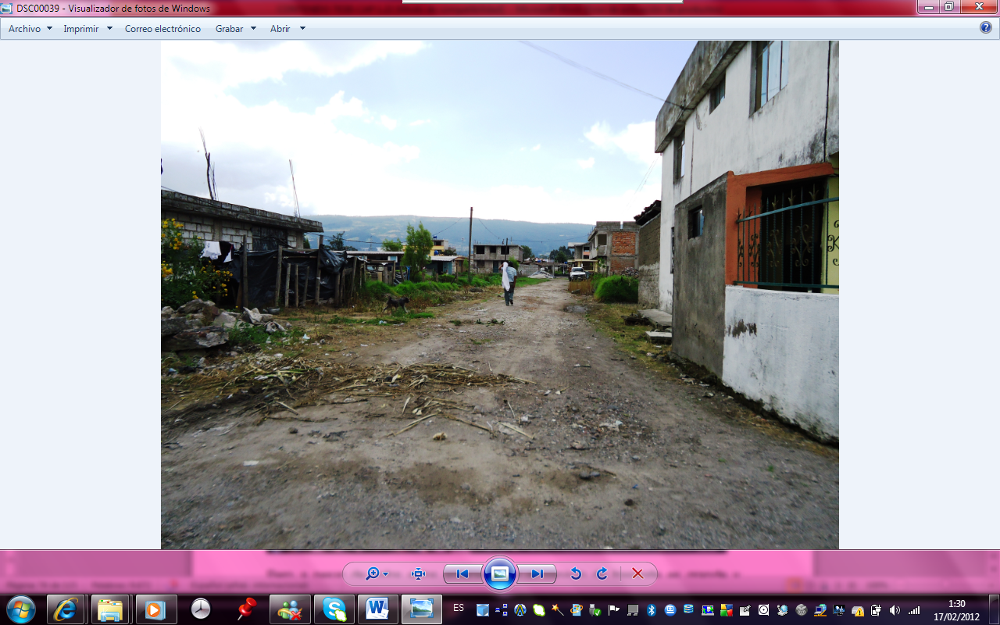 DSC00039 - Visualizador de fotos de Windows
Archivo Imprimir Correo electrónico Grabar Abrir
ES
1:30
17/02/2012